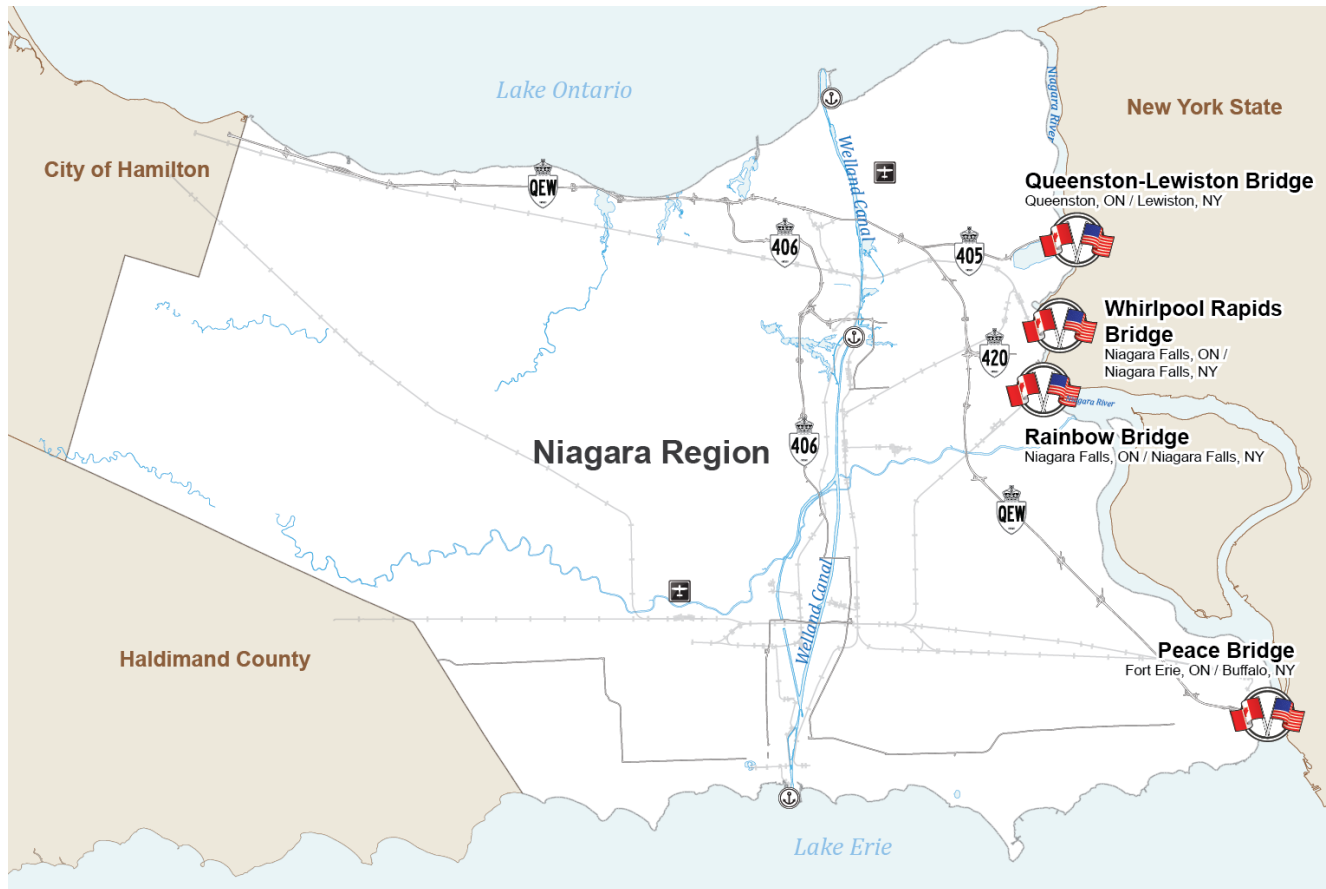 Lake Ontario
Niagara River
New York State
City of Hamilton
Welland Canal
QEW
Queenston-Lewiston Bridge
Queenston, ON / Lewiston, NY
406
405
Whirlpool Rapids
Bridge
Niagara Falls, ON /
Niagara Falls, NY
420
Niagara River
Rainbow Bridge
Niagara Falls, ON / Niagara Falls, NY
406
Niagara Region
QEW
Welland Canal
Haldimand County
Peace Bridge
Fort Erie, ON / Buffalo, NY
Lake Erie